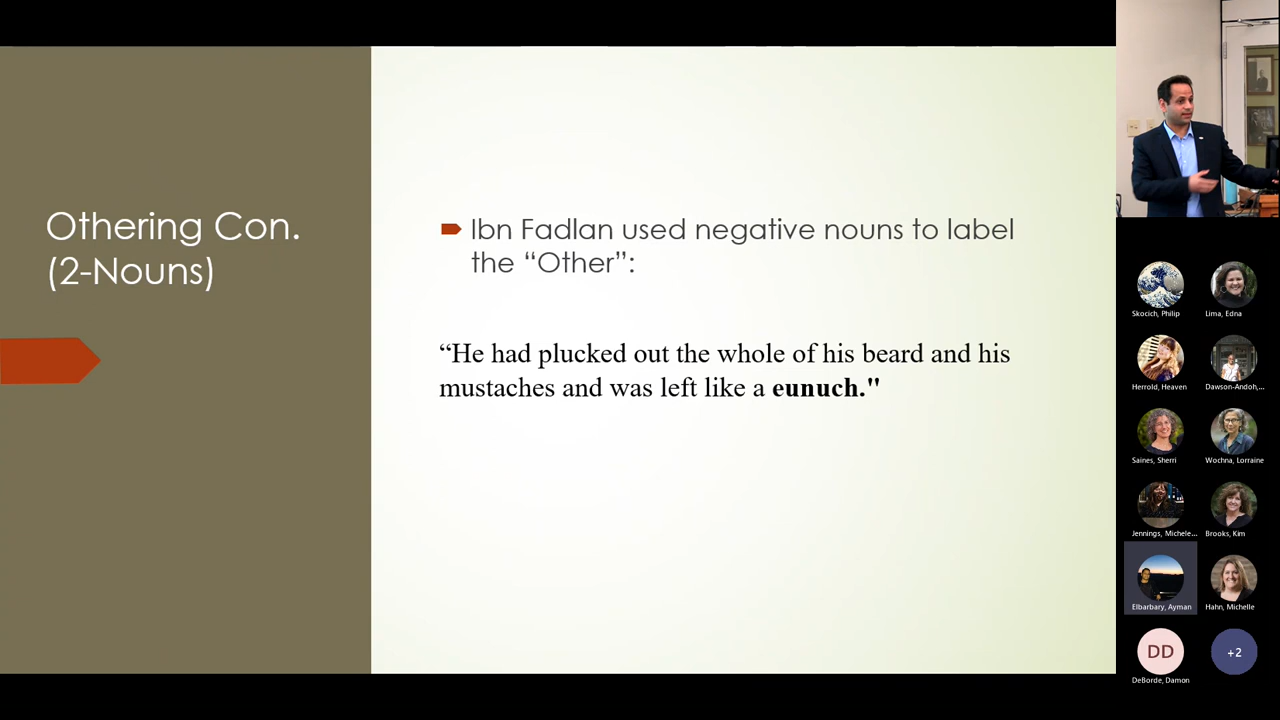 Othering Con.
(2-Nouns)
Ibn Fadlan used negative nouns to label
the “Other”:
“He had plucked out the whole of his beard and his
mustaches and was left like a eunuch."
Skocich, Philip
Lima, Edna
Herrold, Heaven
Dawson-Andoh,...
Saines, Sherri
Wochna, Lorraine
Jennings, Michele...
Brooks, Kim
Elbarbary, Ayman
Hahn, Michelle
DD
+2
DeBorde, Damon